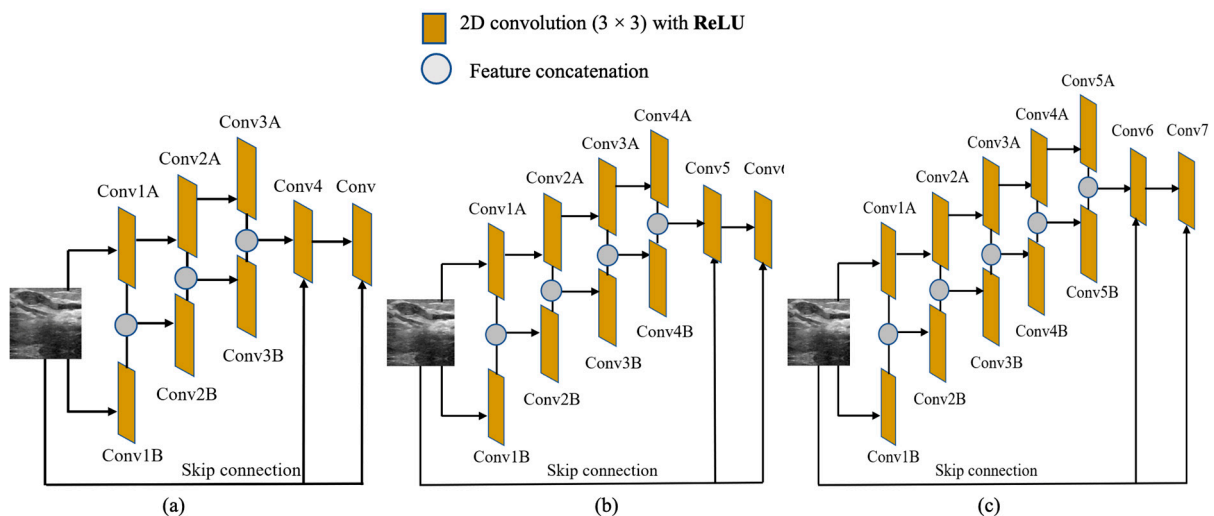 2D convolution (3 × 3) with ReLU
Feature concatenation
Conv3A
Conv2A
Conv1A
Conv4
Conv
Conv3B
Conv2B
Conv1B
Skip connection
(a)
Conv4A
Conv3A
Conv2A
Conv1A
Conv5
Conv
Conv4B
Conv3B
Conv2B
Conv1B
Skip connection
(b)
Conv5A
Conv4A
Conv3A
Conv2A
Conv1A
Conv6
Conv7
Conv5B
Conv4B
Conv3B
Conv2B
Conv1B
Skip connection
(c)